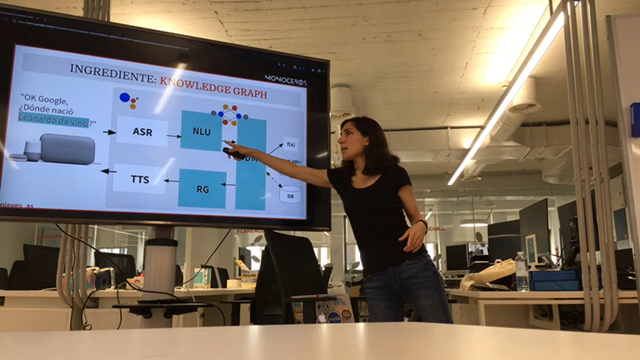 INGREDIENTE: KNOWLEDGE GRAPH
MONOCEROS
"OK Google,
¿Dónde nació
Leonardo da Vinci?"
ASR
NLU
f(x)
TTS
RG
DB